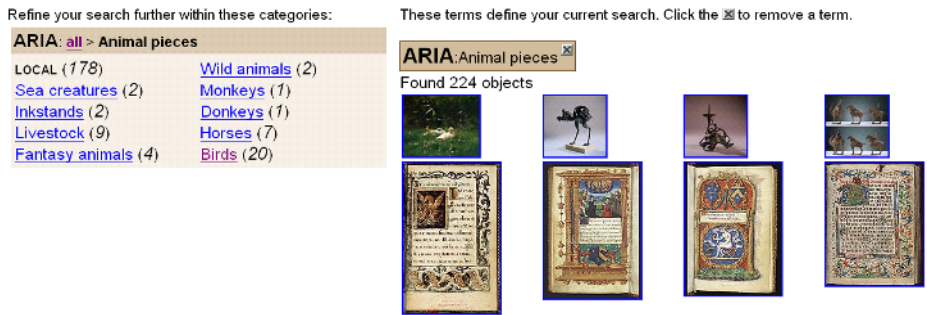 Refine your search further within these categories:
ARIA: all > Animal pieces
LOCAL (178)
Sea creatures (2)
Inkstands (2)
Livestock (9)
Fantasy animals (4)
Wild animals (2)
Monkeys (1)
Donkeys (1)
Horses (7)
Birds (20)
These terms define your current search. Click the x to remove a term.
ARIA:Animal pieces x
Found 224 objects